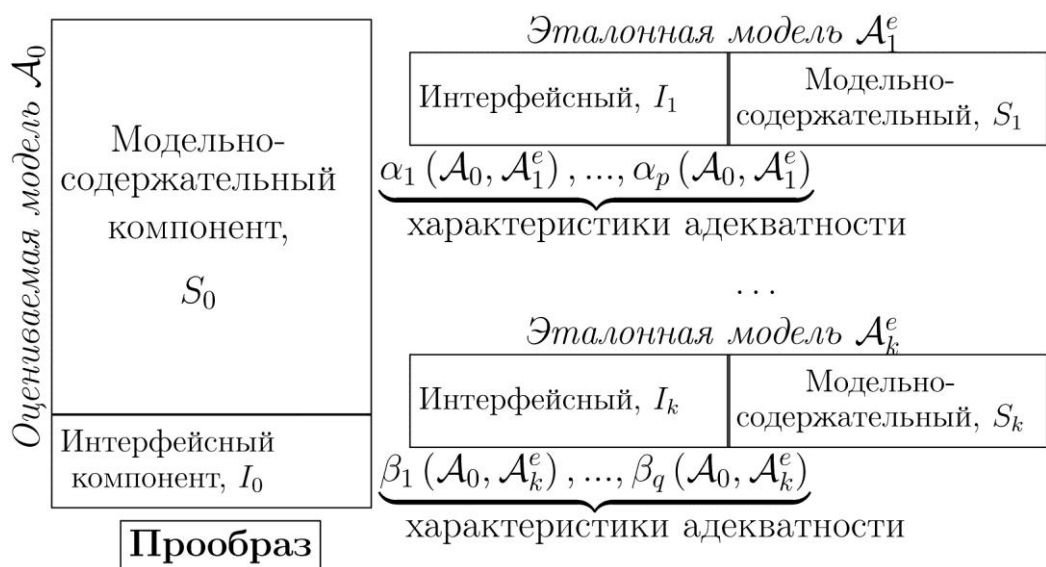 Оцениваемая модель 𝒜₀
Модельно-
содержательный
компонент,
S₀
Интерфейсный
компонент, I₀
Прообраз
Эталонная модель 𝒜₁ᵉ
Интерфейсный, I₁
Модельно-
содержательный, S₁
α₁ (𝒜₀, 𝒜₁ᵉ) , ..., αₚ (𝒜₀, 𝒜₁ᵉ)
характеристики адекватности
...
Эталонная модель 𝒜ₖᵉ
Интерфейсный, Iₖ
Модельно-
содержательный, Sₖ
β₁ (𝒜₀, 𝒜ₖᵉ) , ..., β_q (𝒜₀, 𝒜ₖᵉ)
характеристики адекватности